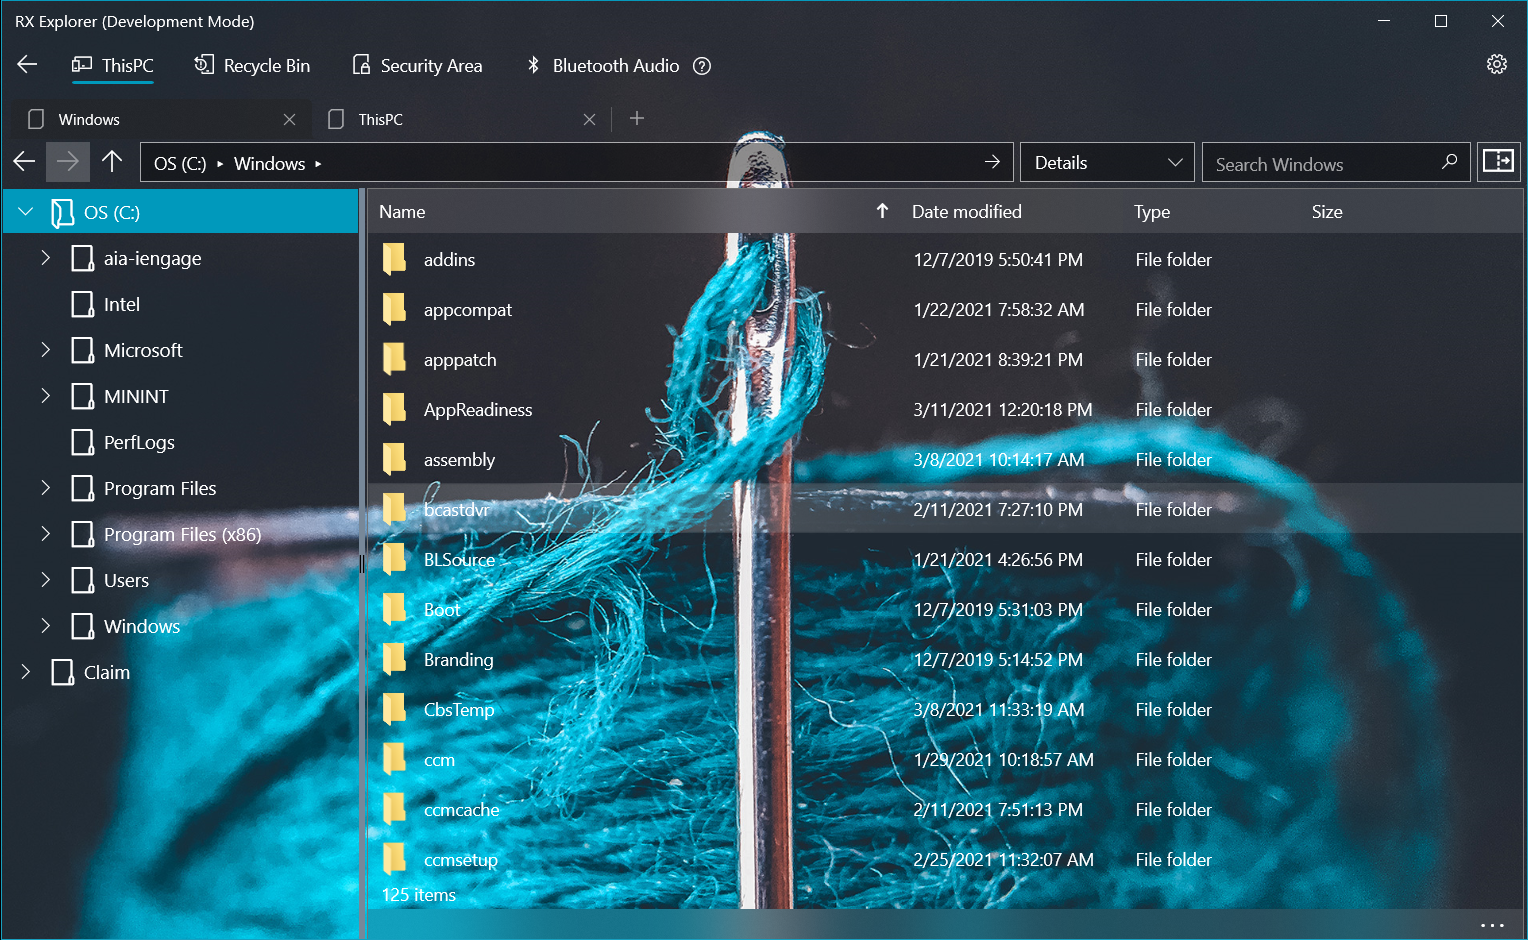 RX Explorer (Development Mode)
ThisPC Recycle Bin Security Area Bluetooth Audio
Windows ThisPC
OS (C:) Windows Details Search Windows
OS (C:)
aia-iengage
Intel
Microsoft
MININT
PerfLogs
Program Files
Program Files (x86)
Users
Windows
Claim
Name Date modified Type Size
addins 12/7/2019 5:50:41 PM File folder
appcompat 1/22/2021 7:58:32 AM File folder
apppatch 1/21/2021 8:39:21 PM File folder
AppReadiness 3/11/2021 12:20:18 PM File folder
assembly 3/8/2021 10:14:17 AM File folder
bcastdvr 2/11/2021 7:27:10 PM File folder
BLSource 1/21/2021 4:26:56 PM File folder
Boot 12/7/2019 5:31:03 PM File folder
Branding 12/7/2019 5:14:52 PM File folder
CbsTemp 3/8/2021 11:33:19 AM File folder
ccm 1/29/2021 10:18:57 AM File folder
ccmcache 2/11/2021 7:51:13 PM File folder
ccmsetup 2/25/2021 11:32:07 AM File folder
125 items